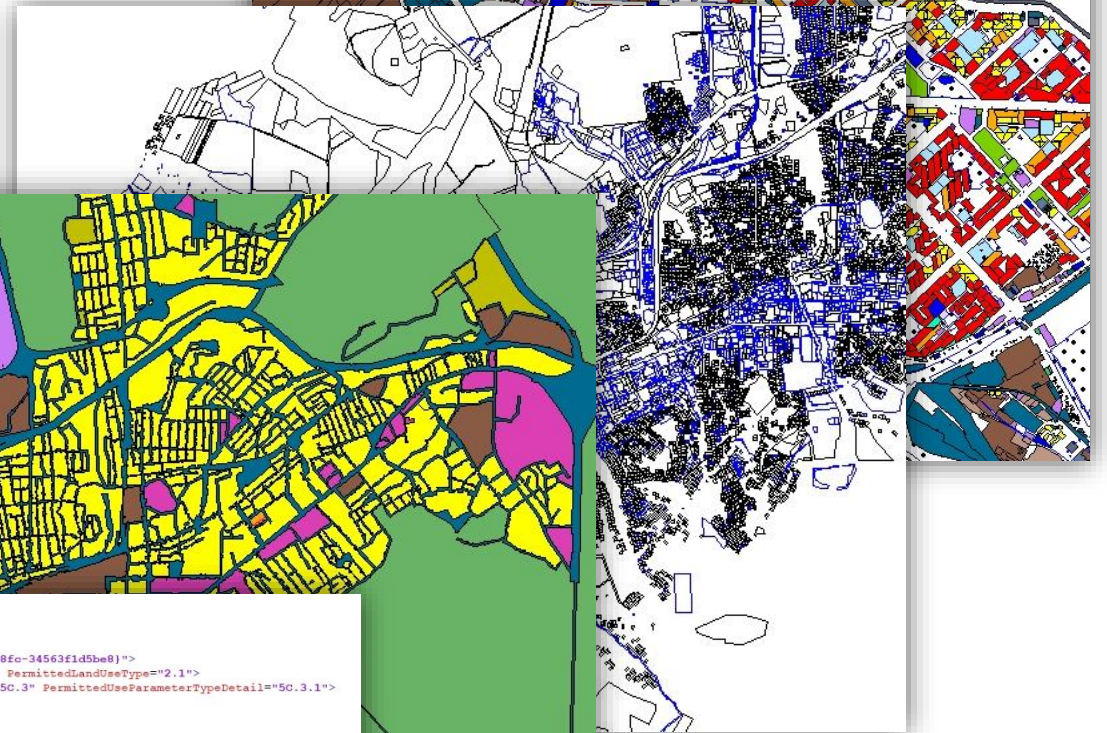 8fc-34563f1d5be8}">
PermittedLandUseType="2.1">
5C.3" PermittedUseParameterTypeDetail="5C.3.1">